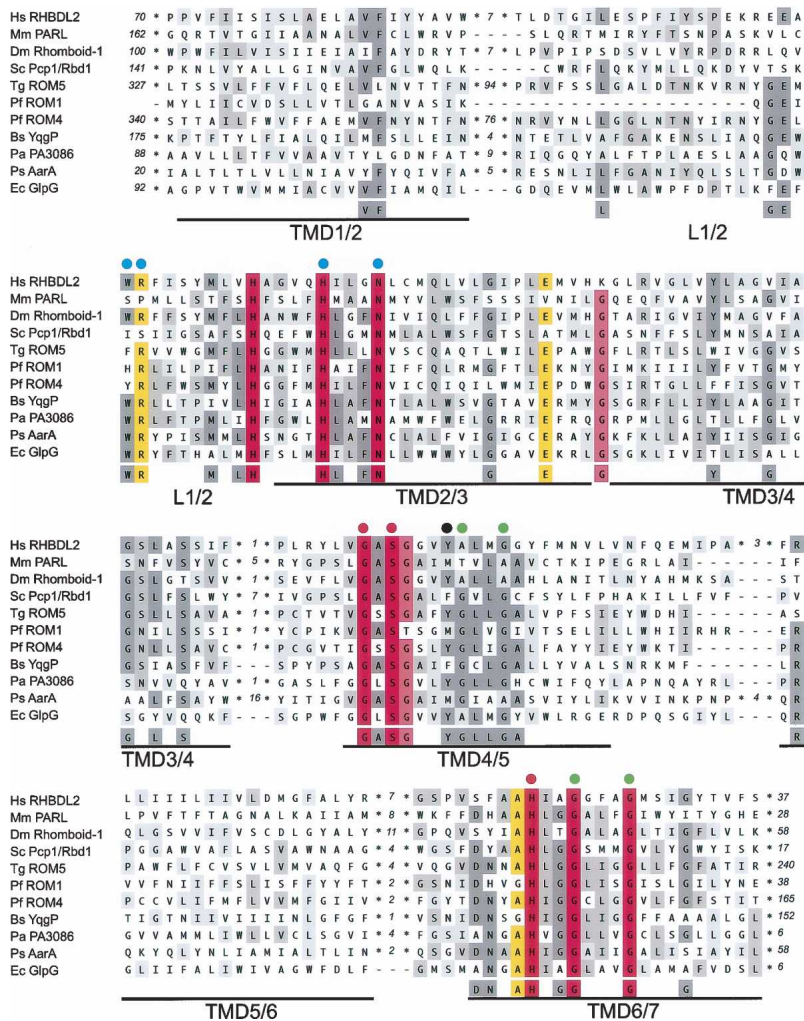 Hs RHBDL2 70 * P P V F I I S I S L A E L A V F I Y Y A V W * 7 * T L D T G I L E S P F I Y S P E K R E E A
Mm PARL 162 * G Q R T V T G I I A A N A L V F C L W R V P - - - S L Q R T M I R Y F T S N P A S K V L C
Dm Rhomboid-1 100 * W P W F I L V I S I I E I A I F A Y D R Y T * 7 * L P V P I P S D S V L V Y R P D R R L Q V
Sc Pcp1/Rbd1 141 * P K N L V Y A L L G I N V A V F G L W Q L K - - - C W R F L Q K Y M L L Q K D Y V T S K
Tg ROM5 327 * L T S S V L F F V F L Q E L V L N V T T F N * 94 * P R V F S S L G A L D T N K V R N Y G E M
Pf ROM1 - M Y L I I C V D S L L V T L G A N V A S I K - - - - - - - - - - - - - - - - - - - R Q G E I
Pf ROM4 340 * L T A I L F W V F F A E M L V F N Y T T F N * 76 * N R V Y N L L G G L N T N Y I R N Y G E L
Bs YqgP 175 * K P T F T Y L F I A L Q I L M F S L L E I N * 4 * N T E T L V A F G A K E N S L I A Q G E W
Pa PA3086 88 * A A V L L L T F V V A A V T Y L G D N F A T * 9 * R I Q G Q Y A L F T P L A E S L A A G Q W
Ps AarA 20 * I A L T L T L V L L N I A V Y F Y Q N Y F A * 5 * R E S N L I L F G A N I Y Q L S L T G D W
Ec GlpG 92 * A G P V T W V M M I A C V V V F I A M Q I L - - - G D Q E V M L W L A W P F D P T L K F E F
V F L G E
TMD1/2 L1/2
Hs RHBDL2 W R F I S Y M L V H A G V Q H I L G N L C M Q L V L G I P L E M V H K G L R V G L V Y L A G V I A
Mm PARL S P M L L S T F S H F S L F H M A A N M Y V L W S F S S S I V N I L G Q E Q F V A V Y L S A G V I
Dm Rhomboid-1 W R F F S Y M F L H A N W F H L G F N I V I Q L F F G I P L E V M H G T A R I G V I Y M A G V F A
Sc Pcp1/Rbd1 I S I I G S A F S H Q E F W H L G M N M L A L W S F G T S L A T M L G A S N F F S L Y M N S A I A
Tg ROM5 F R V V W G M F L H G G W M H L L L N V S C Q A Q T L W I L E P A W G F L R T L S L W I V G G V S
Pf ROM1 H R L I L P I F L H A N I F H A I F N I F F Q L R M G F T L E K N Y G I M K I I I L Y F V T G M Y
Pf ROM4 Y R L F W S M Y L H G G F M H I L F N V I C Q I Q I L W M I E P D W G S I R T G L L F F I S G V T
Bs YqgP W R L L T P I V L H I G I A H L A F N T L A L W S V G T A V E R M Y G S G R F L L I Y L A A G I T
Pa PA3086 W R L F T P M L I H F G W L H L A M N A M W F W E L G R R I E F R Q G R P M L L G L T L L F G L V
Ps AarA W R Y P I S M M L H S N G T H L A F N C L A L F V I G I G C E R A Y G K F K L L A I Y I I S G I G
Ec GlpG W R Y F T H A L M H F S L M H I L F N L L W W W Y L G G A V E K R L G S G K L I V I T L I S A L L
W R M L H H L F N G E G Y G
L1/2 TMD2/3 TMD3/4
Hs RHBDL2 G S L A S S I F * 1 * P L R Y L V G A S G G V Y A L M G G Y F M N V L V N F Q E M I P A * 3 * F R
Mm PARL S N F V S Y V C * 5 * R Y G P S L G A S G A I M T V L A A V C T K I P E G R L A I - - - - I F
Dm Rhomboid-1 G S L G T S V V * 1 * S E V F L V G A S G G V Y A L L A A H L A N I T L N Y A H M K S A - - - S T
Sc Pcp1/Rbd1 G S L F S L W Y * 7 * I V G P S L G A S G A L F G V L G C F S Y L F P H A K I L L F V F - - - P V
Tg ROM5 G S L L S A V A * 1 * P C T V T V G S S G A F Y G L L G A L V P F S I E Y W D H I - - - - - A S
Pf ROM1 G N I L S S S I * 1 * Y C P I K V G A S T S G M G L V G I V T S E L I L L W H I I R H R - - - E R
Pf ROM4 G N L L S A V C * 1 * P C G V T I G S S G S L Y G L I G A L F A Y Y I E Y W K T I - - - - - P R
Bs YqgP G S I A S F V F - - - S P Y P S A G A S G A I F G C L G A L L Y V A L S N R K M F - - - - - L R
Pa PA3086 S N V V Q Y A V * 1 * G A S L F G G L S G V L Y G L L G H C W I F Q Y L A P N Q A Y R L - - - P R
Ps AarA A A L F S A Y W * 16 * Y I T I G V G A S G A I M G I A A A S V I Y L I K V V I N K P N P * 4 * Q R
Ec GlpG S G Y V Q Q K F - - - S G P W F G G L S G V V Y A L M G Y V W L R G E R D P Q S G I Y L - - - Q R
G L S G A S G Y G L L G A R
TMD3/4 TMD4/5
Hs RHBDL2 L L I I I L I I V L D M G F A L Y R * 7 * G S P V S F A A H I A G G F A G M S I G Y T V F S * 37
Mm PARL L P V F T F T A G N A L K A I I A M * 8 * W K F F D H A A H L G G A L F G I W Y I T Y G H E * 28
Dm Rhomboid-1 Q L G S V V I F V S C D L G Y A L Y * 11 * G P Q V S Y I A H L T G A L A G L T I G F L V L K * 58
Sc Pcp1/Rbd1 P G G A W V A F L A S V A W N A A G * 4 * W G S F D Y A A H L G G S M M G V L Y G W Y I S K * 17
Tg ROM5 P A W F L F C V S V L V M V A Q F G * 4 * V Q G V D N N A H L G G L I G G L L F G F A T I R * 240
Pf ROM1 V V F N I I F F S L I S F F Y Y F T * 2 * G S N I D H V G H L G G L I S G I S L G I L Y N E * 38
Pf ROM4 P C C V L I F M F L V V M F G I I V * 2 * F G Y T D N Y A H I G G C L G G V L F G F S T I T * 165
Bs YqgP T I G T N I I V I I I I N L G F G F * 1 * V S N I D N S G H I G G L I G G F F A A A A L G L * 152
Pa PA3086 G V V A M M L I W L L V C L S G V I * 4 * F G S I A N G A H V G G L L V G C L S G L L G G L * 6
Ps AarA Q K Y Q L Y N L I A M I A L T L I N * 2 * Q S G V D N A A H I G G A I I G A L I S I A Y I L * 58
Ec GlpG G L I I F A L I W I V A G W F D L F - - - G M S M A N G A H I A G L A V G L A M A F V D S L * 6
D N A H G G G
TMD5/6 TMD6/7